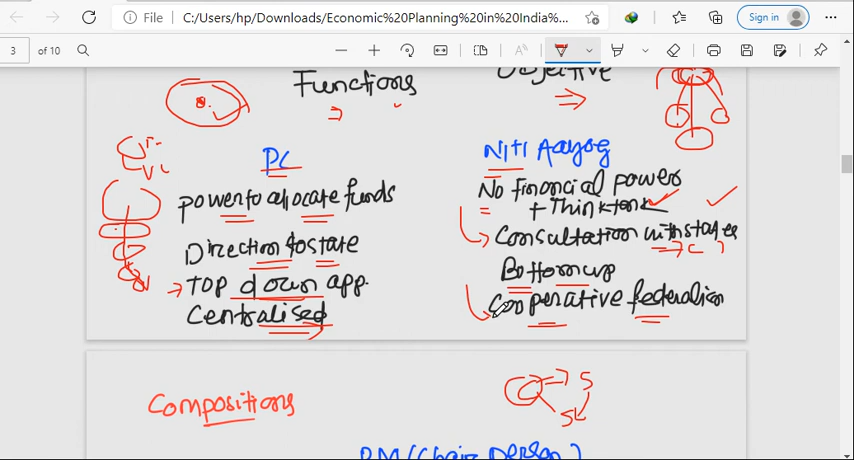 File C:/Users/hp/Downloads/Economic%20Planning%20in%20India%...
Sign in
3 of 10
Functions Objective
PC NITI Aayog
power to allocate funds No financial power
+ Think tank
Direction to state Consultation with states
TOP down app. Bottom up
Centralised Cooperative federalism
S
S
Compositions
PM (Chair person)